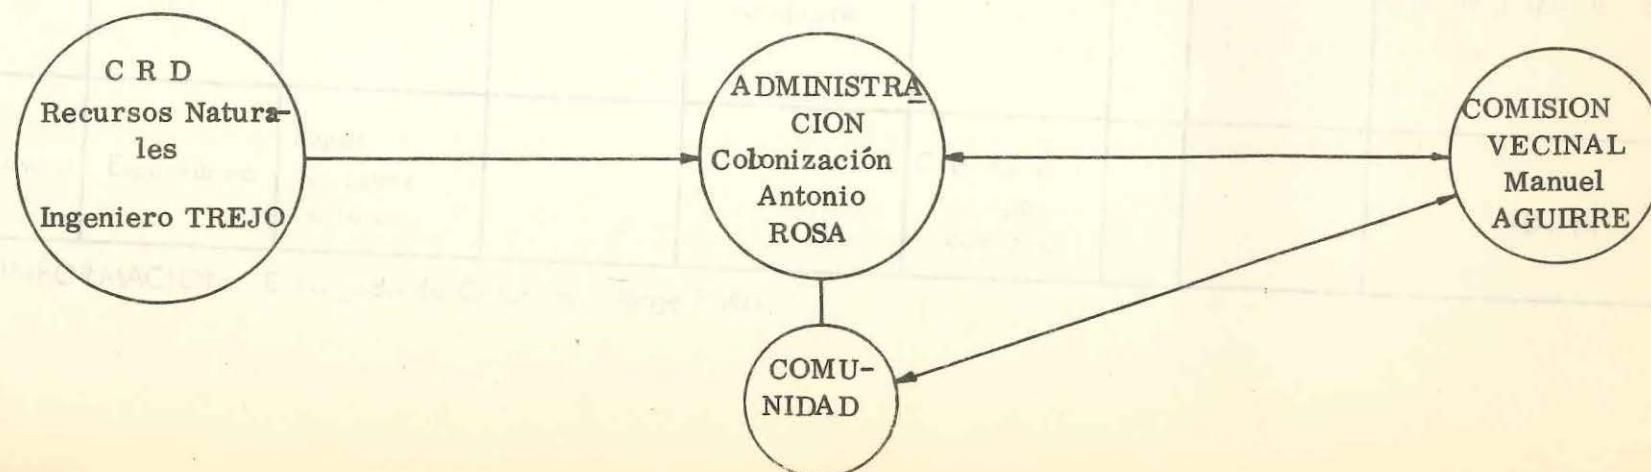 C R D
Recursos Natura-
les
Ingeniero TREJO
ADMINISTRA
CION
Colonización
Antonio
ROSA
COMISION
VECINAL
Manuel
AGUIRRE
COMU-
NIDAD